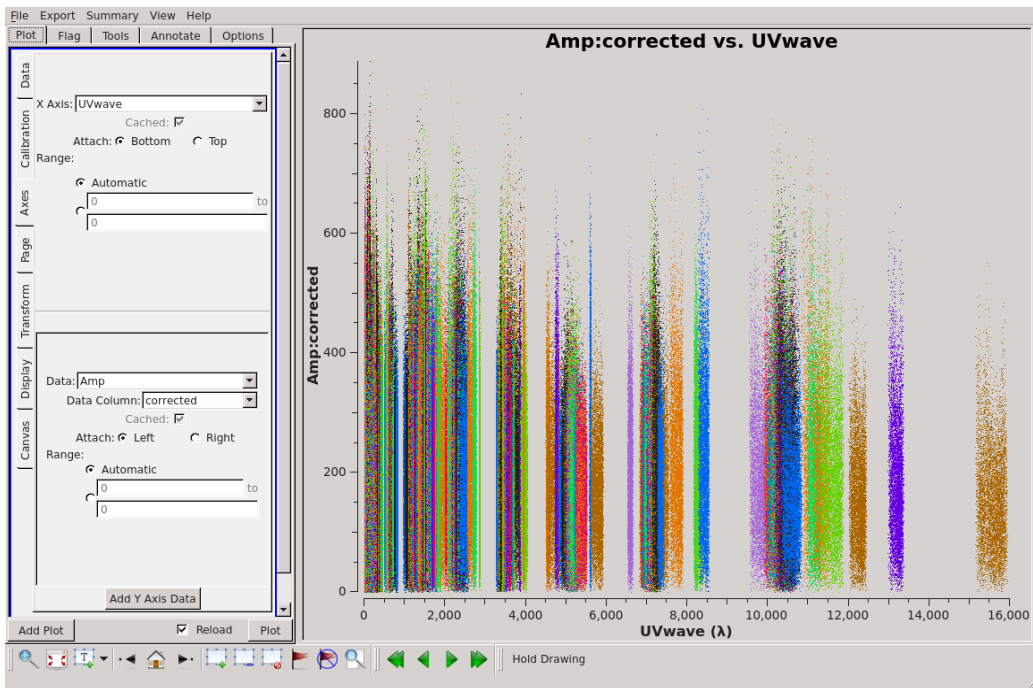 File Export Summary View Help
Plot Flag Tools Annotate Options
Data
Calibration
Axes
Page
Transform
Display
Canvas
X Axis: UVwave
Cached:
Attach: Bottom Top
Range:
Automatic
0 to
0
Data: Amp
Data Column: corrected
Cached:
Attach: Left Right
Range:
Automatic
0 to
0
Add Y Axis Data
Add Plot Reload Plot
Amp:corrected vs. UVwave
Amp:corrected
800
600
400
200
0
0 2,000 4,000 6,000 8,000 10,000 12,000 14,000 16,000
UVwave (λ)
T
Hold Drawing